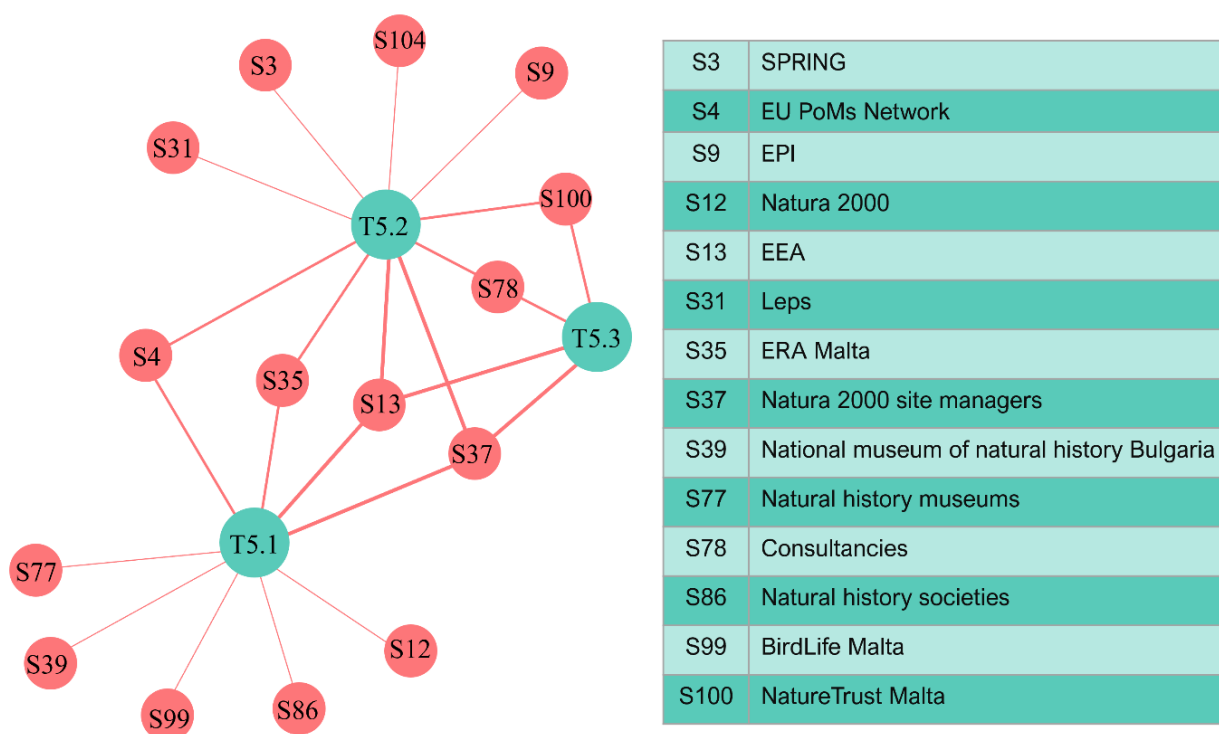 S104
S3
S9
S31
S100
T5.2
S78
T5.3
S4
S35
S13
S37
T5.1
S77
S12
S39
S99
S86
S3 SPRING
S4 EU PoMs Network
S9 EPI
S12 Natura 2000
S13 EEA
S31 Leps
S35 ERA Malta
S37 Natura 2000 site managers
S39 National museum of natural history Bulgaria
S77 Natural history museums
S78 Consultancies
S86 Natural history societies
S99 BirdLife Malta
S100 NatureTrust Malta